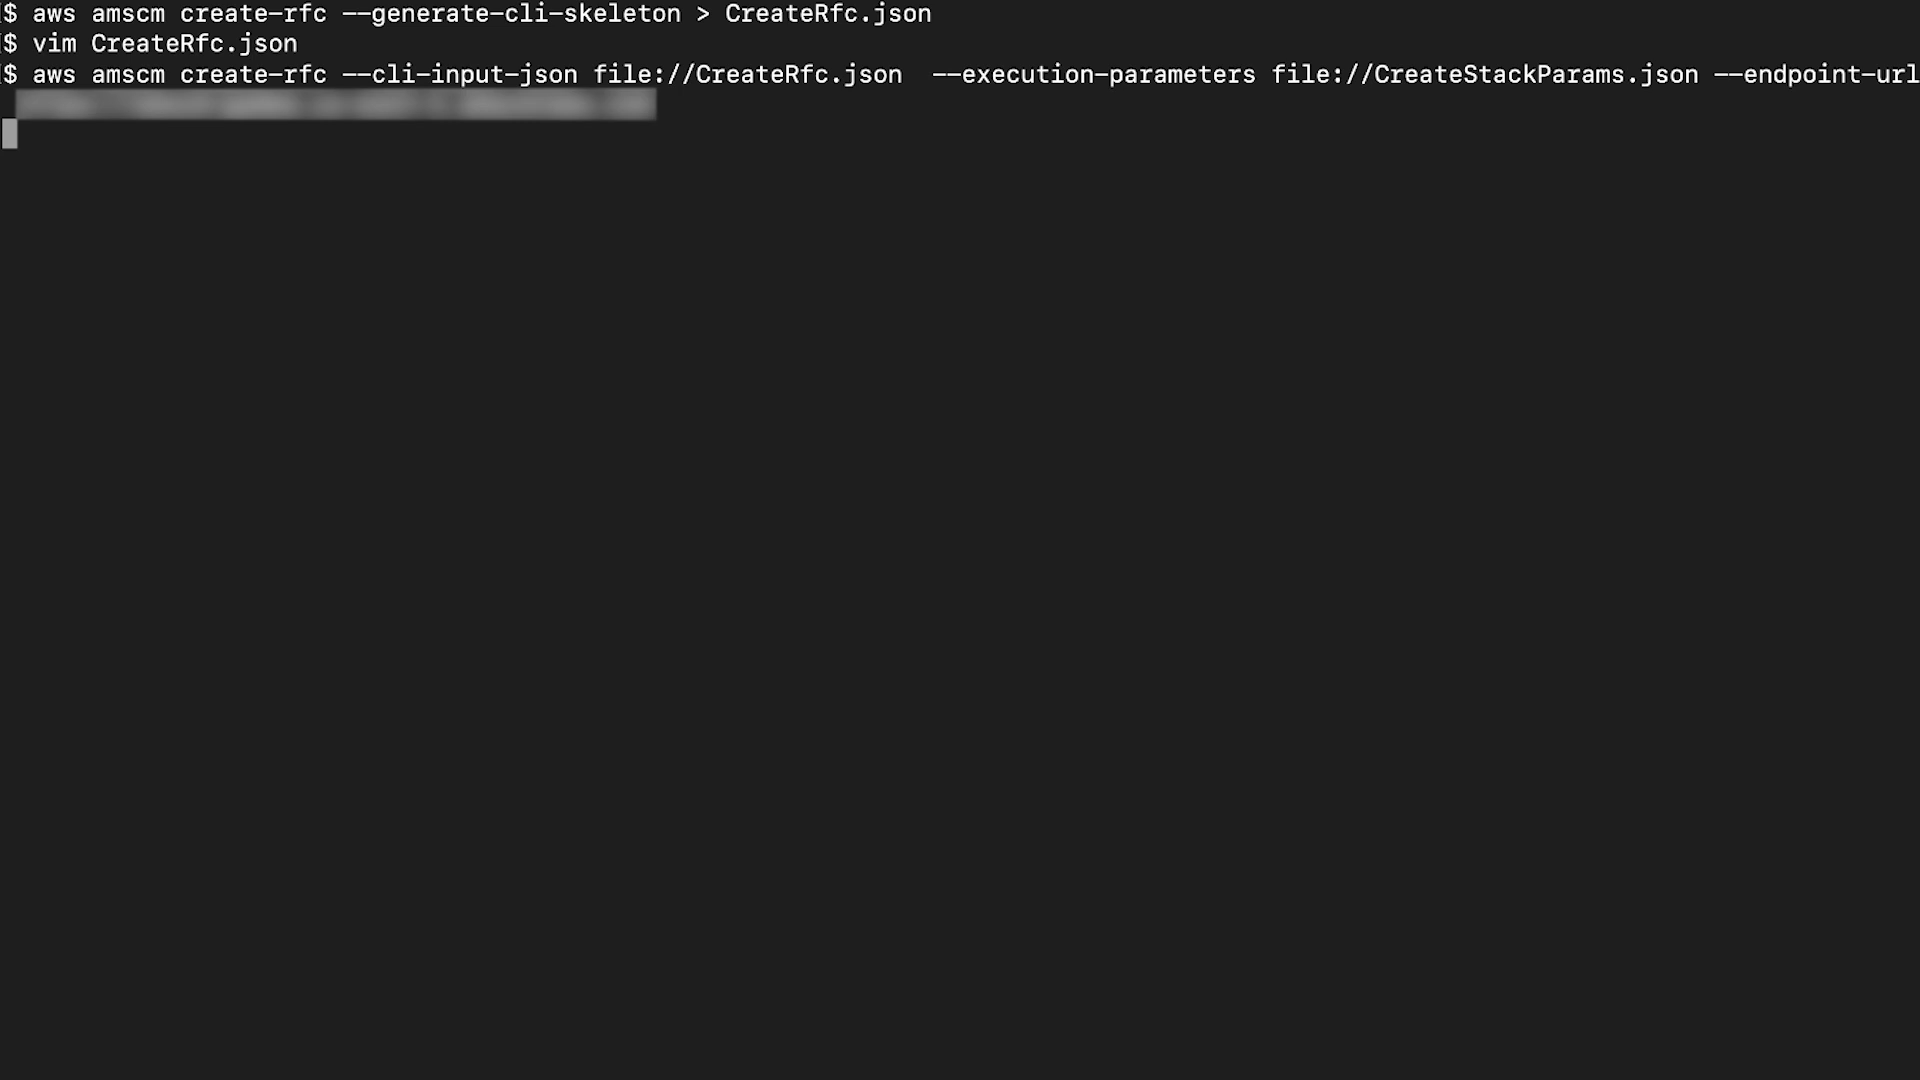 $ aws amscm create-rfc --generate-cli-skeleton > CreateRfc.json
$ vim CreateRfc.json
$ aws amscm create-rfc --cli-input-json file://CreateRfc.json  --execution-parameters file://CreateStackParams.json --endpoint-url